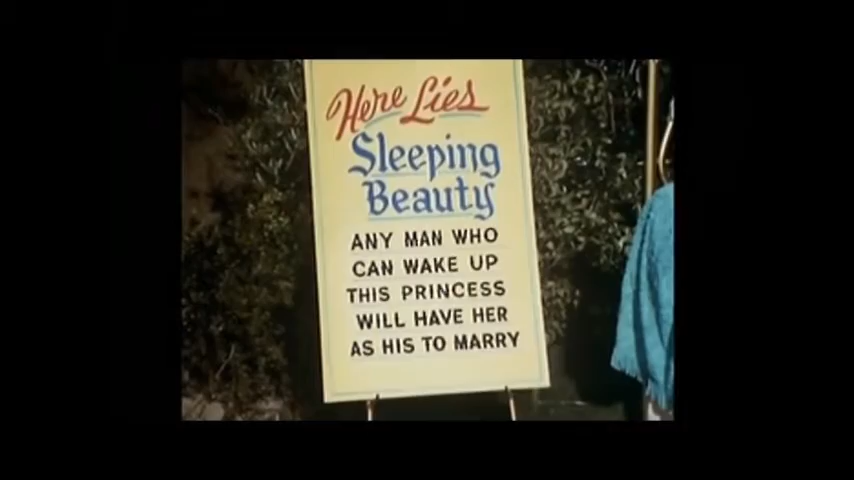 Here Lies
Sleeping
Beauty
ANY MAN WHO
CAN WAKE UP
THIS PRINCESS
WILL HAVE HER
AS HIS TO MARRY